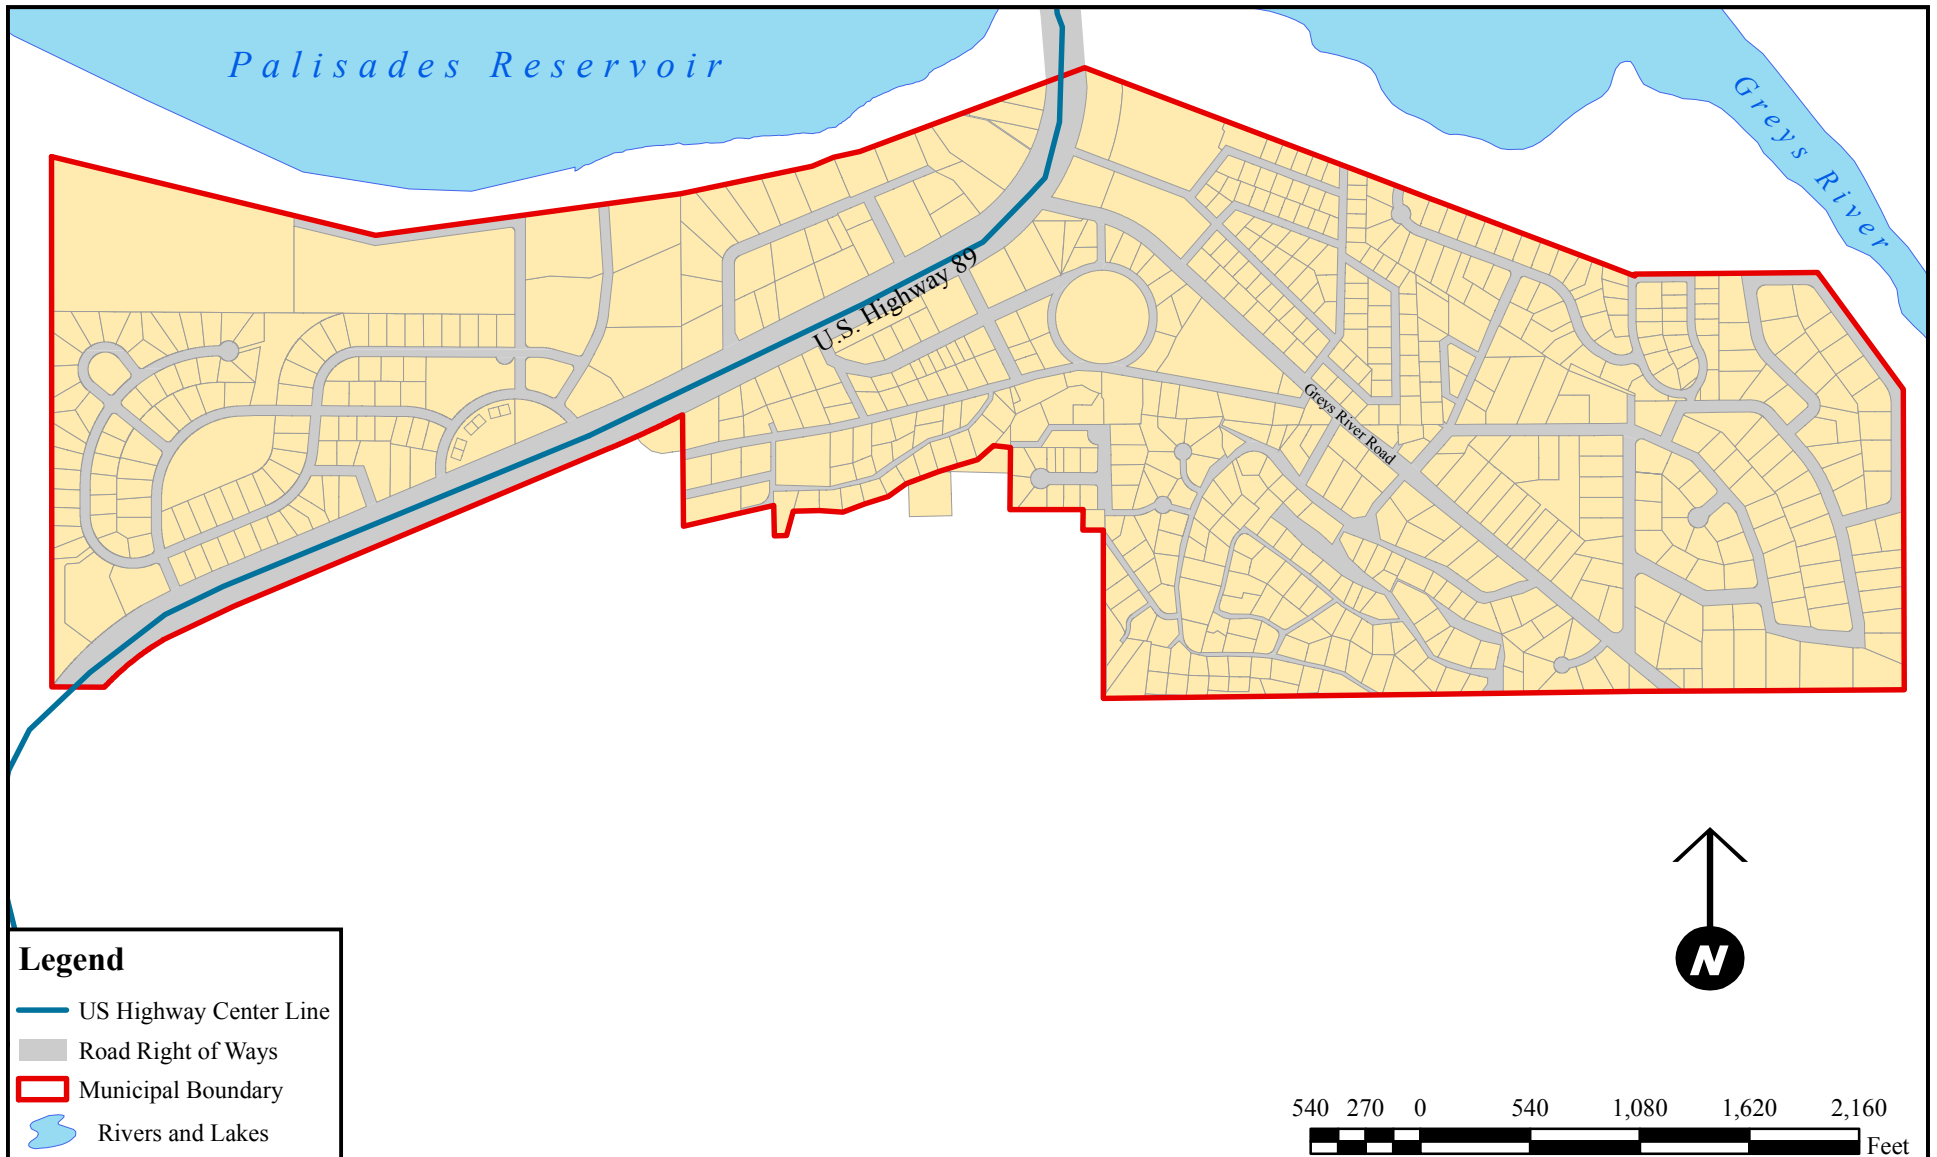 Palisades Reservoir
Greys River
U.S. Highway 89
Greys River Road
N
Legend
US Highway Center Line
Road Right of Ways
Municipal Boundary
Rivers and Lakes
540 270 0 540 1,080 1,620 2,160
Feet